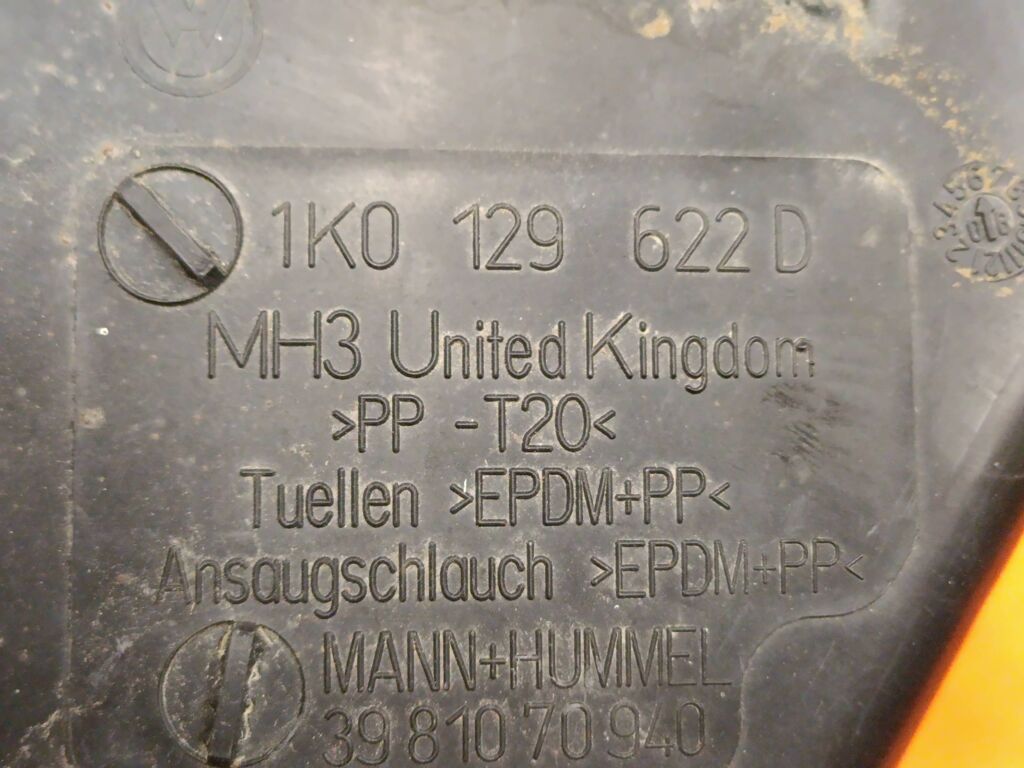 1K0 129 622 D
MH3 United Kingdom
>PP -T20<
Tuellen >EPDM+PP<
Ansaugschlauch >EPDM+PP<
MANN+HUMMEL
39 810 70 940